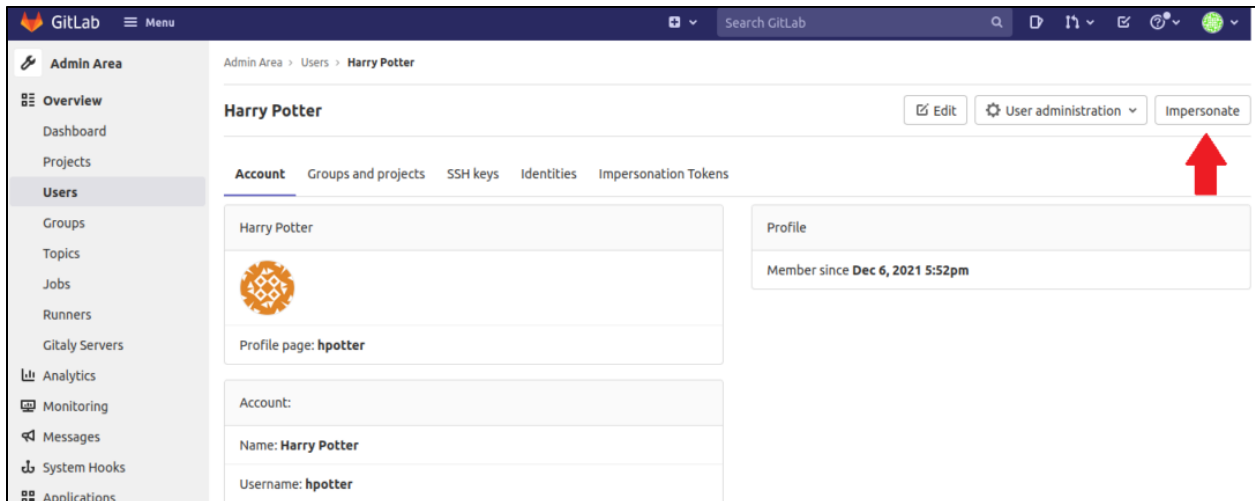 GitLab Menu Search GitLab
Admin Area
Admin Area > Users > Harry Potter
Overview
Harry Potter Edit User administration Impersonate
Dashboard
Projects
Account Groups and projects SSH keys Identities Impersonation Tokens
Users
Groups
Harry Potter Profile
Topics
Member since Dec 6, 2021 5:52pm
Jobs
Runners
Gitaly Servers
Profile page: hpotter
Analytics
Monitoring
Account:
Messages
Name: Harry Potter
System Hooks
Username: hpotter
Applications